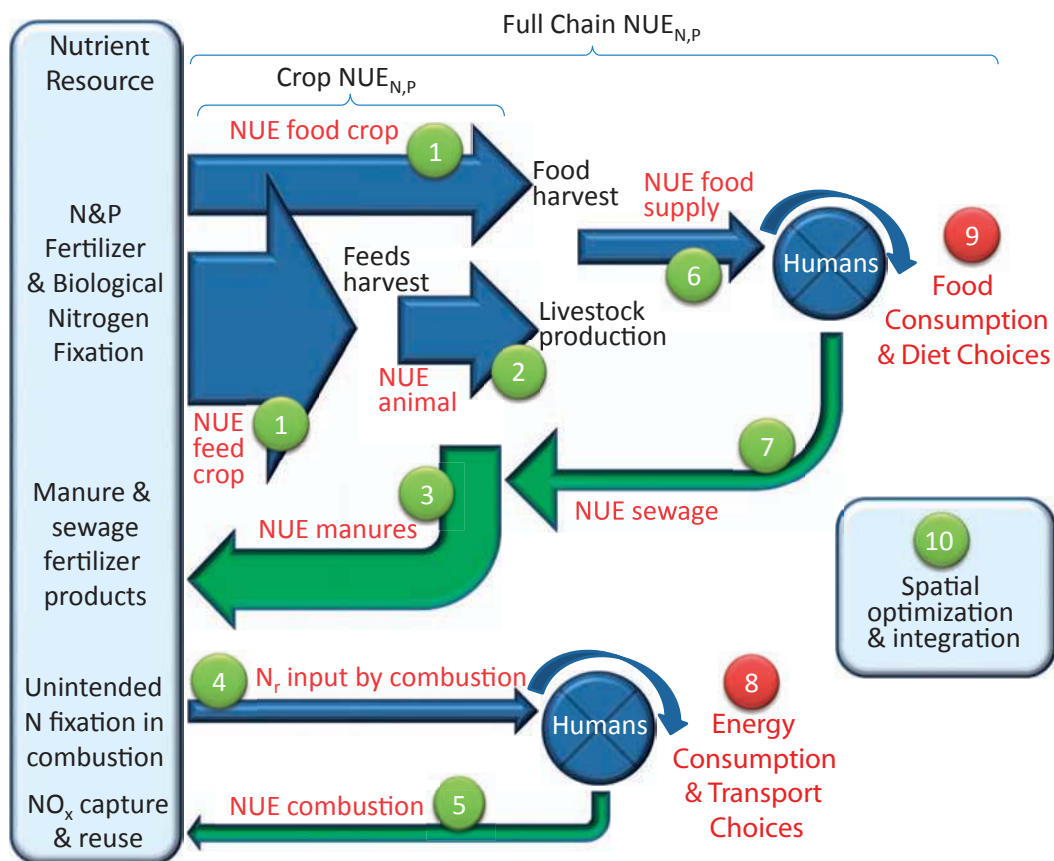 Nutrient
Resource
N&P
Fertilizer
& Biological
Nitrogen
Fixation
Manure &
sewage
fertilizer
products
Unintended
N fixation in
combustion
NOx capture
& reuse
Full Chain NUEN,P
Crop NUEN,P
NUE food crop
1
Food
harvest
NUE food
supply
6
Humans
9
Food
Consumption
& Diet Choices
Feeds harvest
Livestock
production
2
NUE
animal
1
NUE
feed
crop
7
NUE sewage
3
NUE manures
10
Spatial
optimization
& integration
4
Nr input by combustion
Humans
8
Energy
Consumption
& Transport
Choices
NUE combustion
5